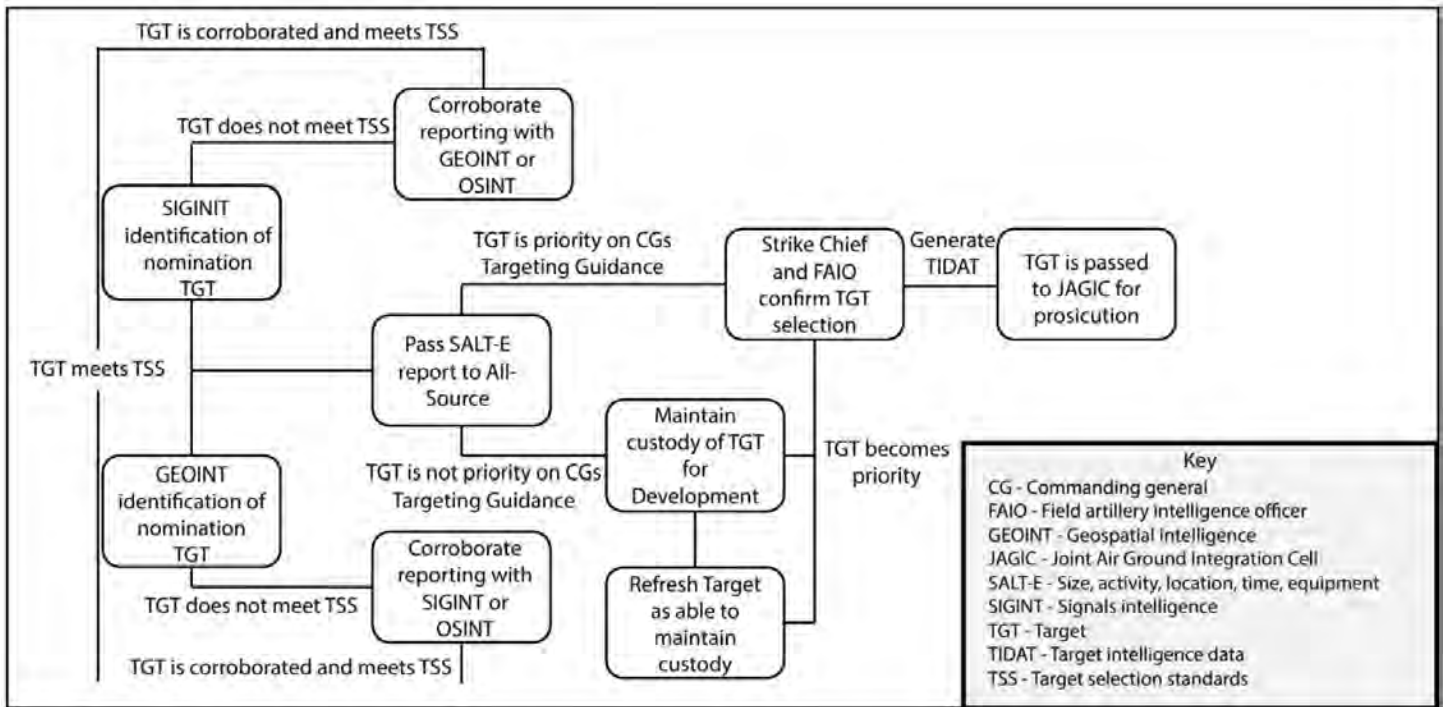 TGT is corroborated and meets TSS
TGT does not meet TSS
Corroborate
reporting with
GEOINT or
OSINT
SIGINIT
identification of
nomination
TGT
TGT is priority on CGs
Targeting Guidance
Strike Chief
and FAIO
confirm TGT
selection
Generate
TIDAT
TGT is passed
to JAGIC for
prosicution
TGT meets TSS
Pass SALT-E
report to All-
Source
TGT is not priority on CGs
Targeting Guidance
Maintain
custody of TGT
for
Development
TGT becomes
priority
GEOINT
identification of
nomination
TGT
TGT does not meet TSS
Corroborate
reporting with
SIGINT or
OSINT
Refresh Target
as able to
maintain
custody
TGT is corroborated and meets TSS
Key
CG - Commanding general
FAIO - Field artillery intelligence officer
GEOINT - Geospatial intelligence
JAGIC - Joint Air Ground Integration Cell
SALT-E - Size, activity, location, time, equipment
SIGINT - Signals intelligence
TGT - Target
TIDAT - Target intelligence data
TSS - Target selection standards